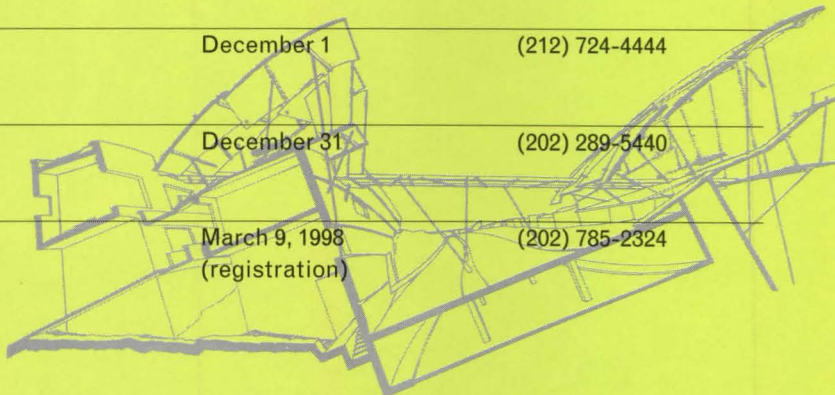 December 1 (212) 724-4444
December 31 (202) 289-5440
March 9, 1998 (202) 785-2324
(registration)